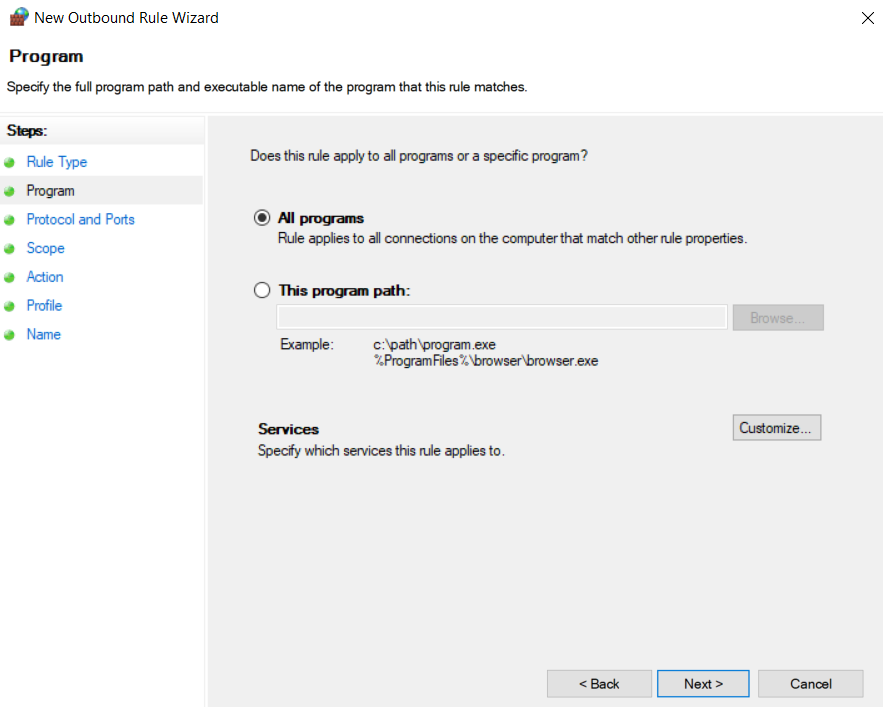 New Outbound Rule Wizard
Program
Specify the full program path and executable name of the program that this rule matches.
Steps:
Rule Type
Program
Protocol and Ports
Scope
Action
Profile
Name
Does this rule apply to all programs or a specific program?
All programs
Rule applies to all connections on the computer that match other rule properties.
This program path:
Browse...
Example: c:\path\program.exe
%ProgramFiles%\browser\browser.exe
Services
Customize...
Specify which services this rule applies to.
< Back Next > Cancel